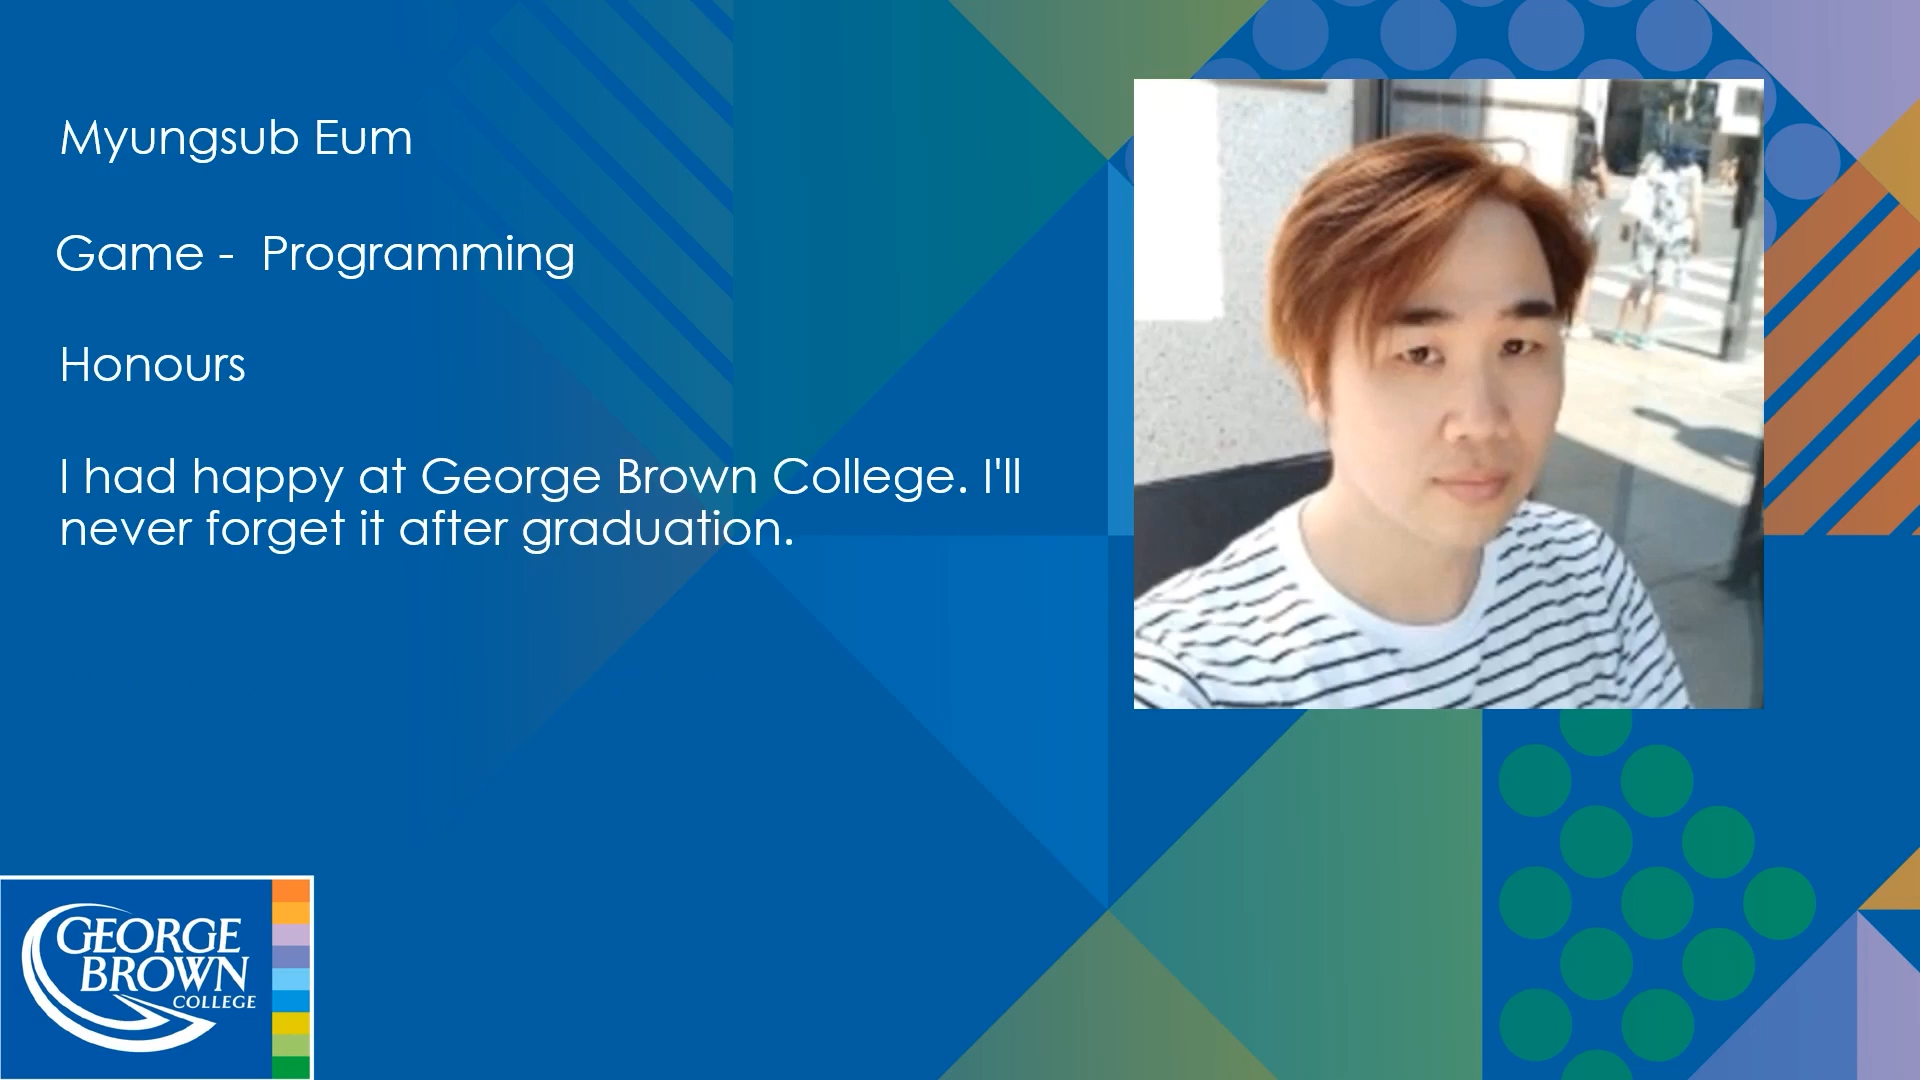 Myungsub Eum
Game -  Programming
Honours
I had happy at George Brown College. I'll
never forget it after graduation.
GEORGE
BROWN
COLLEGE